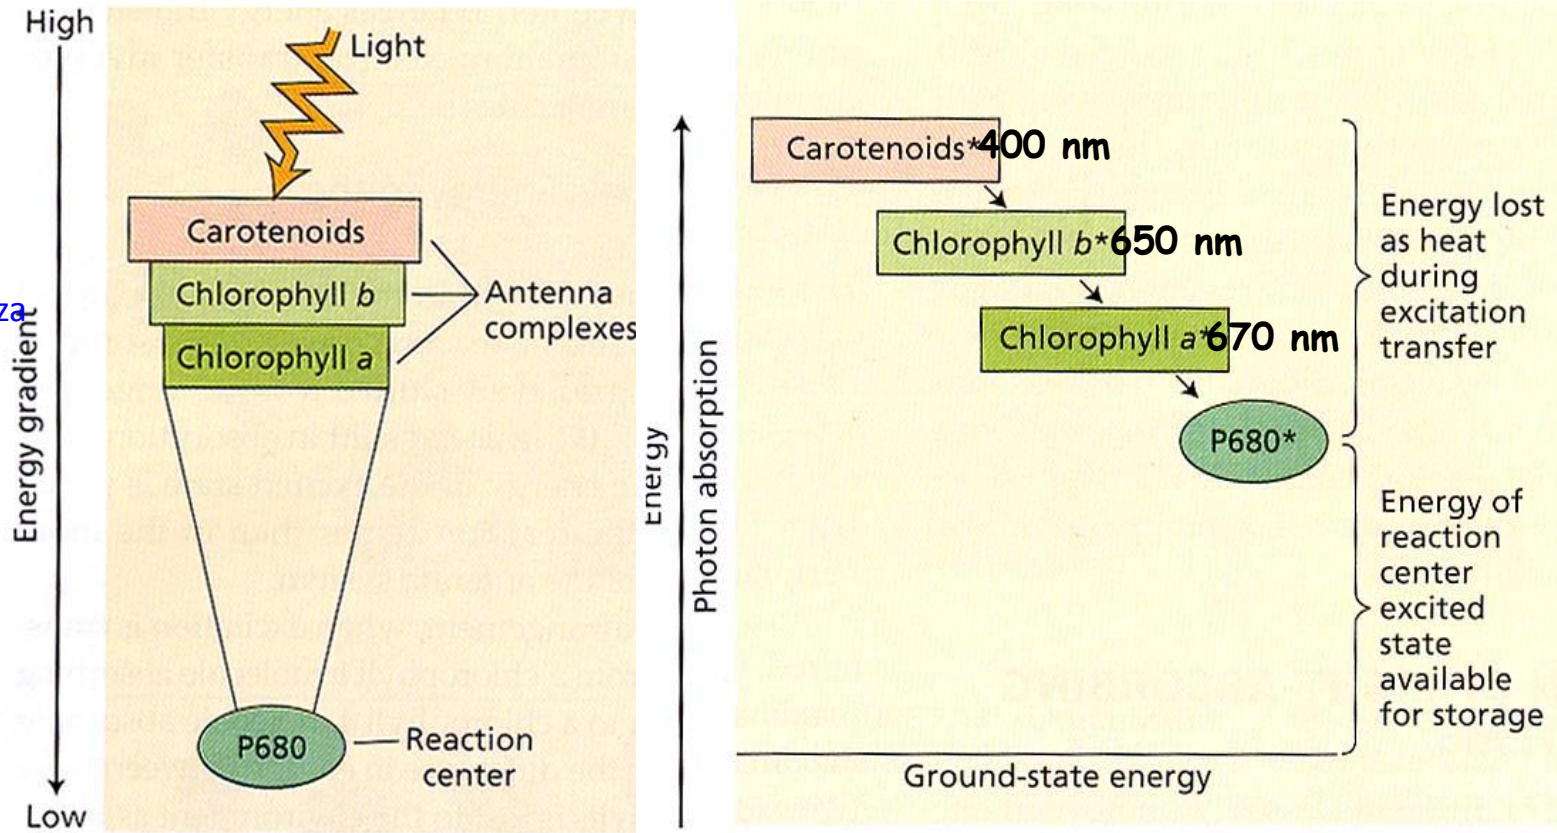 High
Light
Carotenoids
Chlorophyll b
Chlorophyll a
Antenna
complexes
za
Energy gradient
P680
Reaction
center
Low
Energy
Photon absorption
Carotenoids* 400 nm
Chlorophyll b* 650 nm
Chlorophyll a* 670 nm
P680*
Energy lost
as heat
during
excitation
transfer
Energy of
reaction
center
excited
state
available
for storage
Ground-state energy